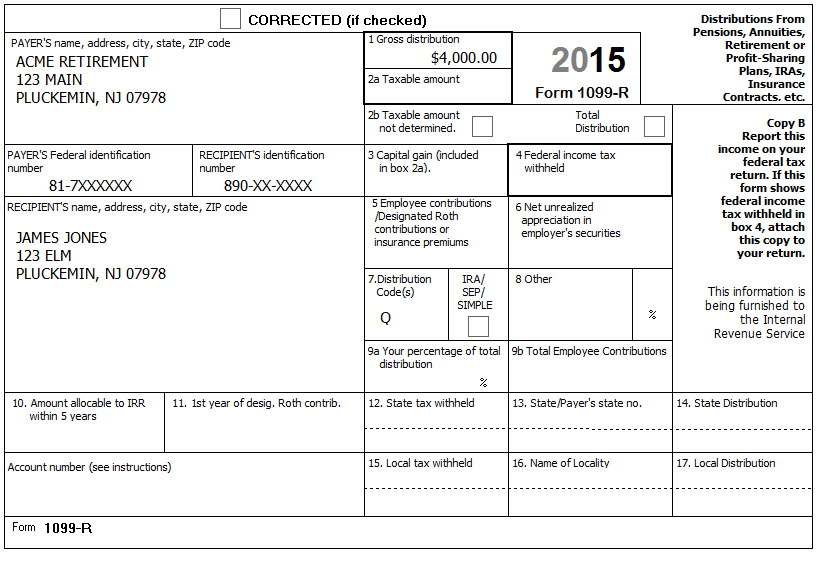 CORRECTED (if checked)
PAYER'S name, address, city, state, ZIP code
ACME RETIREMENT
123 MAIN
PLUCKEMIN, NJ 07978
1 Gross distribution
$4,000.00
2a Taxable amount
2015
Form 1099-R
Distributions From
Pensions, Annuities,
Retirement or
Profit-Sharing
Plans, IRAs,
Insurance
Contracts, etc.
2b Taxable amount
not determined.
Total
Distribution
Copy B
Report this
income on your
federal tax
return. If this
form shows
federal income
tax withheld in
box 4, attach
this copy to
your return.
This information is
being furnished to
the Internal
Revenue Service
PAYER'S Federal identification
number
81-7XXXXXX
RECIPIENT'S identification
number
890-XX-XXXX
3 Capital gain (included
in box 2a).
4 Federal income tax
withheld
RECIPIENT'S name, address, city, state, ZIP code
JAMES JONES
123 ELM
PLUCKEMIN, NJ 07978
5 Employee contributions
/Designated Roth
contributions or
insurance premiums
6 Net unrealized
appreciation in
employer's securities
7.Distribution
Code(s)
Q
IRA/
SEP/
SIMPLE
8 Other
%
9a Your percentage of total
distribution
%
9b Total Employee Contributions
10. Amount allocable to IRR
within 5 years
11. 1st year of desig. Roth contrib.
12. State tax withheld
13. State/Payer's state no.
14. State Distribution
Account number (see instructions)
15. Local tax withheld
16. Name of Locality
17. Local Distribution
Form 1099-R